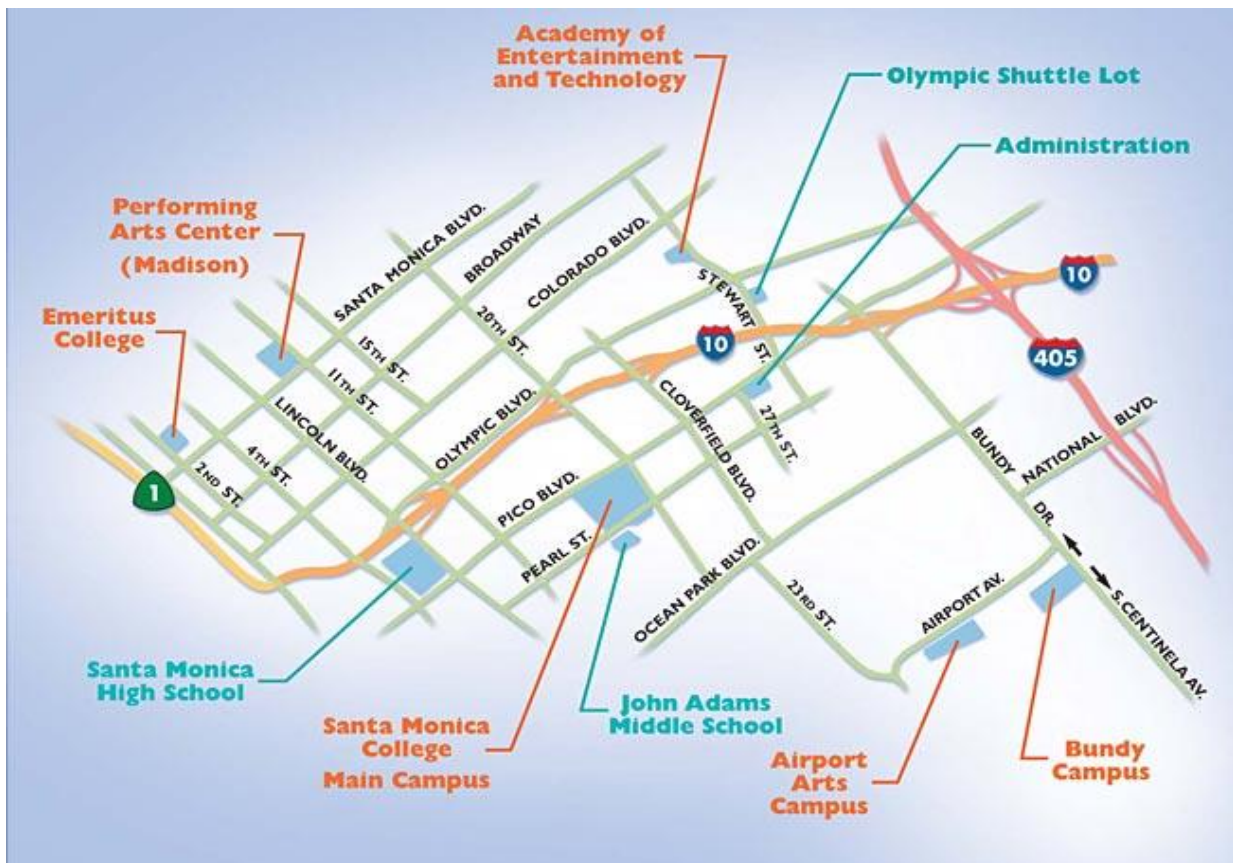 Academy of
Entertainment
and Technology
Olympic Shuttle Lot
Administration
Performing
Arts Center
(Madison)
Emeritus
College
SANTA MONICA BLVD.
BROADWAY
COLORADO BLVD.
STEWART ST.
20TH ST.
15TH ST.
11TH ST.
LINCOLN BLVD.
4TH ST.
2ND ST.
OLYMPIC BLVD.
10
10
405
1
CLOVERFIELD BLVD.
27TH ST.
PICO BLVD.
PEARL ST.
OCEAN PARK BLVD.
23RD ST.
BUNDY DR.
NATIONAL BLVD.
AIRPORT AV.
S. CENTINELA AV.
Santa Monica
High School
Santa Monica
College
Main Campus
John Adams
Middle School
Airport
Arts
Campus
Bundy
Campus